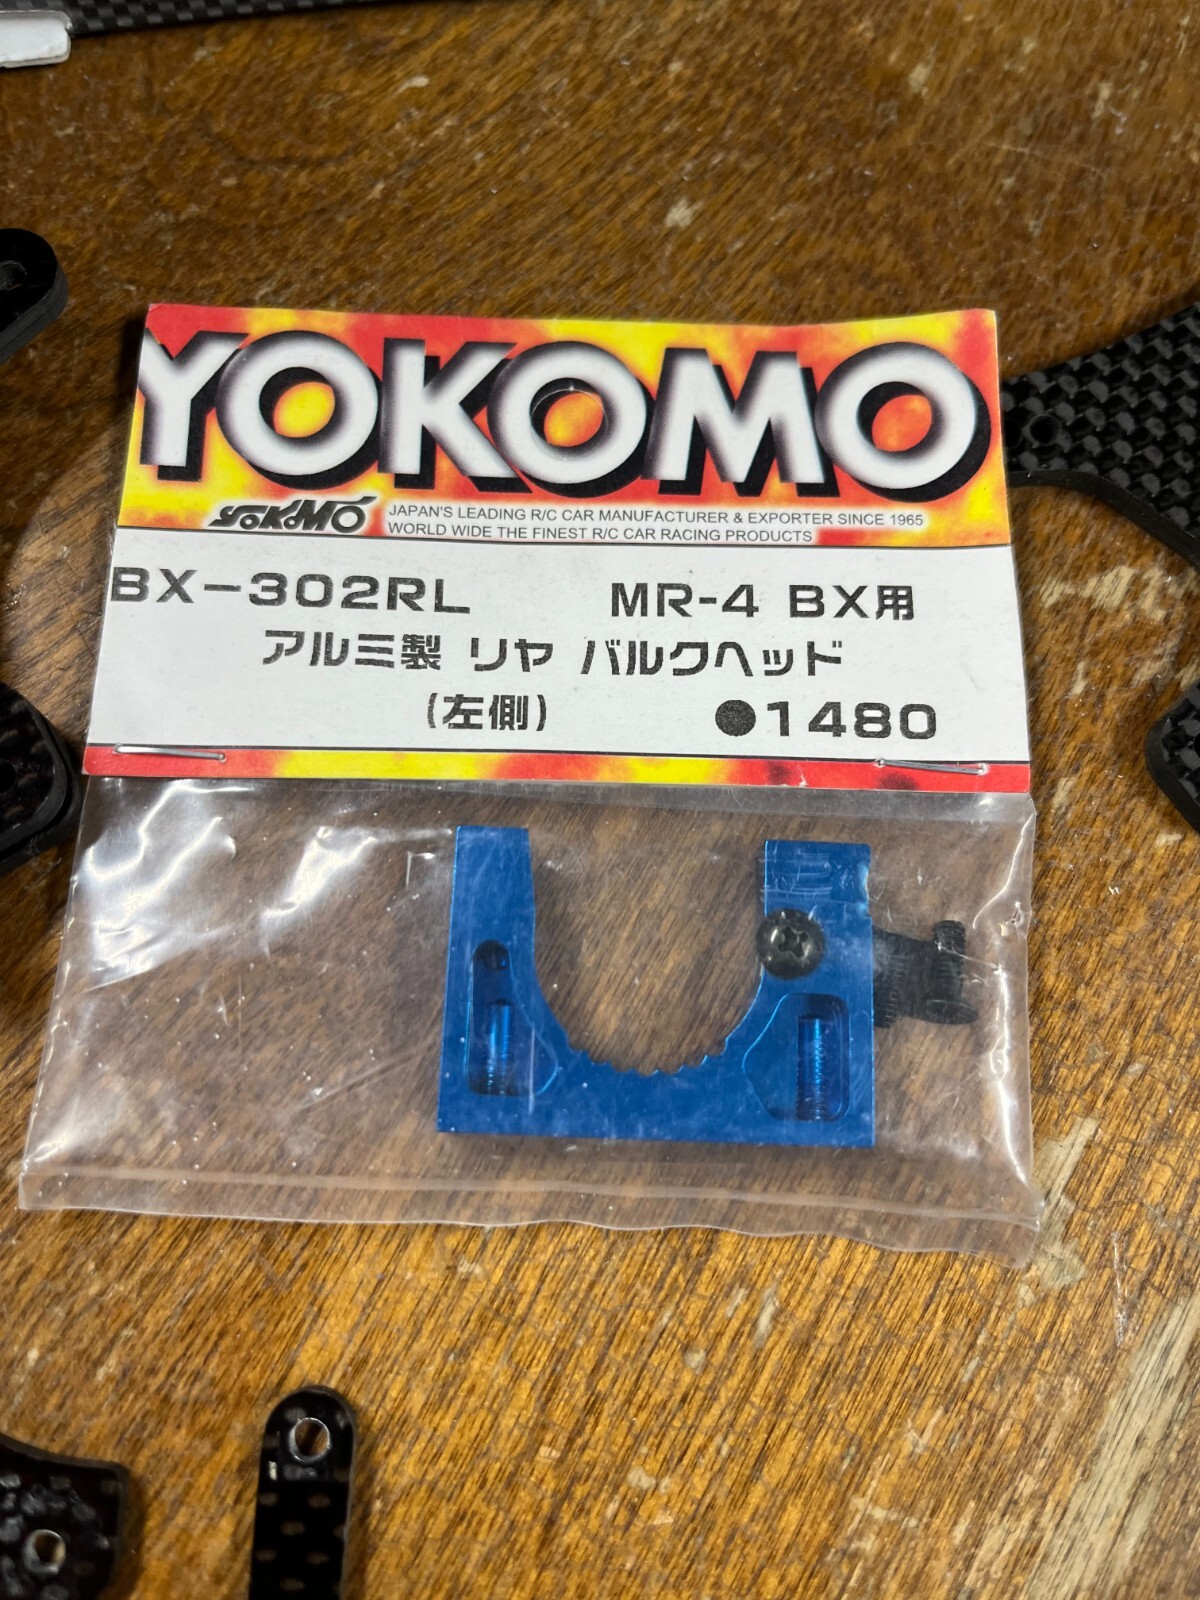 YOKOMO
YOKOMO
JAPAN'S LEADING R/C CAR MANUFACTURER & EXPORTER SINCE 1965
WORLD WIDE THE FINEST R/C CAR RACING PRODUCTS
BX-302RL MR-4 BX用
アルミ製 リヤ バルクヘッド
(左側) ●1480